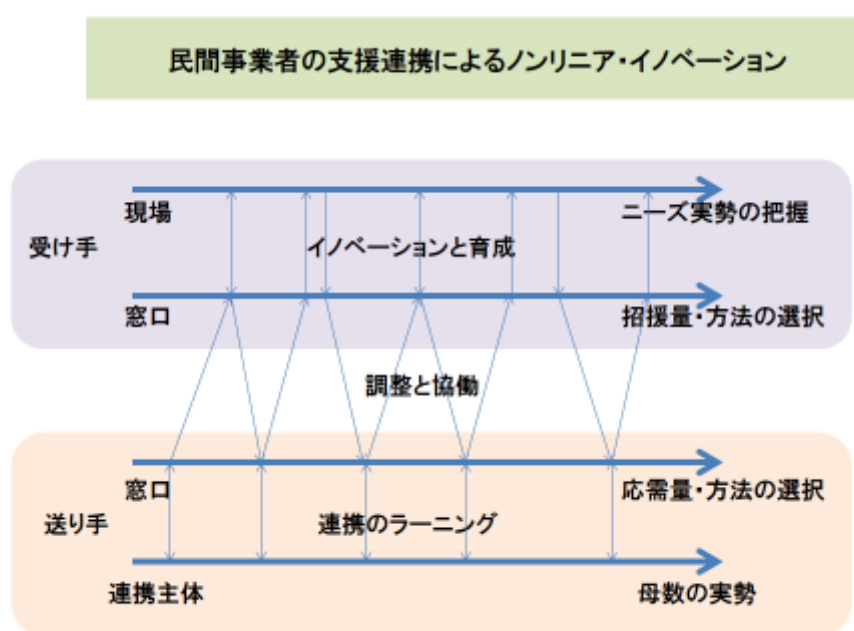 民間事業者の支援連携によるノンリニア・イノベーション
現場
ニーズ実勢の把握
受け手
イノベーションと育成
窓口
招援量・方法の選択
調整と協働
窓口
応需量・方法の選択
送り手
連携のラーニング
連携主体
母数の実勢